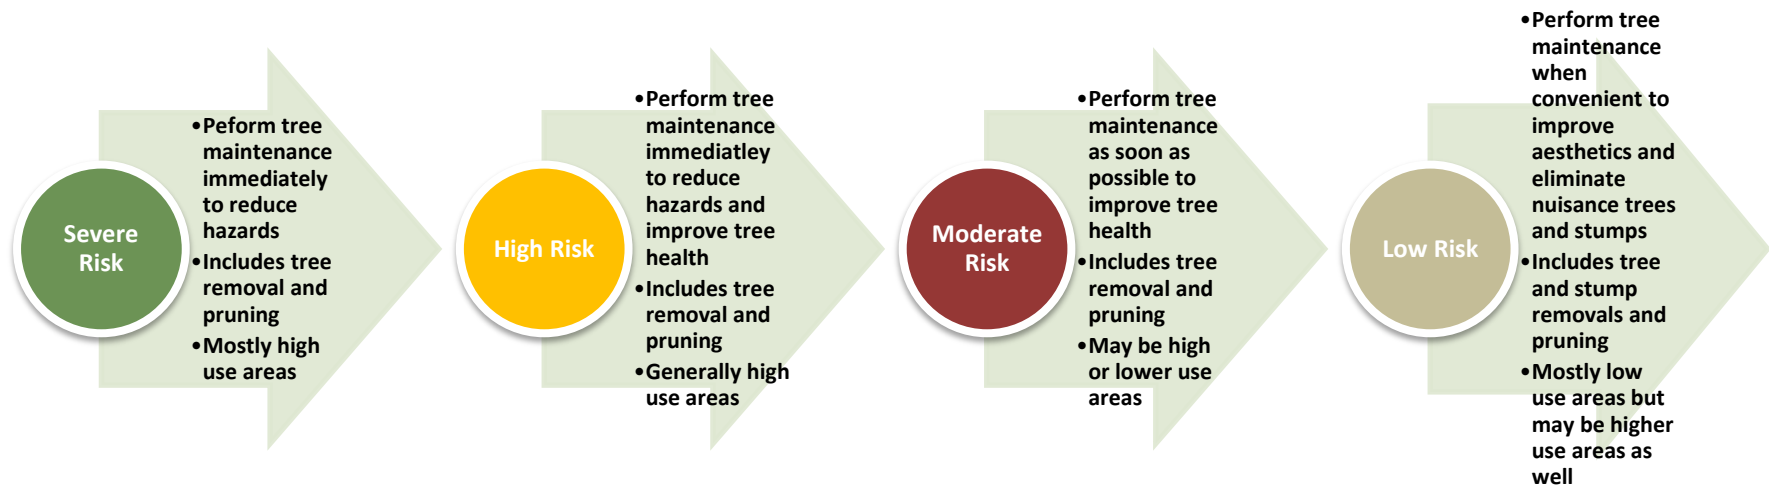 Severe
Risk
•Peform tree
maintenance
immediately
to reduce
hazards
•Includes tree
removal and
pruning
•Mostly high
use areas
High Risk
•Perform tree
maintenance
immediatley
to reduce
hazards and
improve tree
health
•Includes tree
removal and
pruning
•Generally high
use areas
Moderate
Risk
•Perform tree
maintenance
as soon as
possible to
improve tree
health
•Includes tree
removal and
pruning
•May be high
or lower use
areas
Low Risk
•Perform tree
maintenance
when
convenient to
improve
aesthetics and
eliminate
nuisance trees
and stumps
•Includes tree
and stump
removals and
pruning
•Mostly low
use areas but
may be higher
use areas as
well